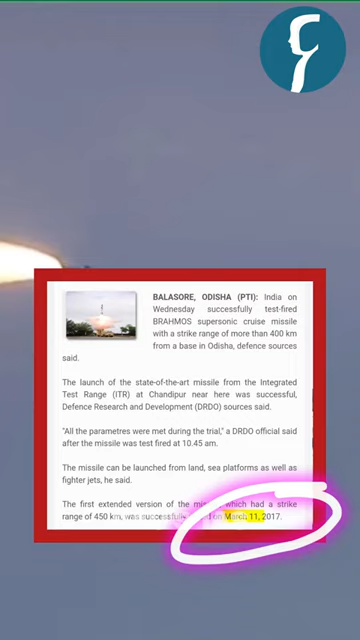 BALASORE, ODISHA (PTI): India on
Wednesday successfully test-fired
BRAHMOS supersonic cruise missile
with a strike range of more than 400 km
from a base in Odisha, defence sources
said.
The launch of the state-of-the-art missile from the Integrated
Test Range (ITR) at Chandipur near here was successful,
Defence Research and Development (DRDO) sources said.
"All the parametres were met during the trial," a DRDO official said
after the missile was test fired at 10.45 am.
The missile can be launched from land, sea platforms as well as
fighter jets, he said.
The first extended version of the which had a strike
range of 450 km, was successfully on March 11, 2017.